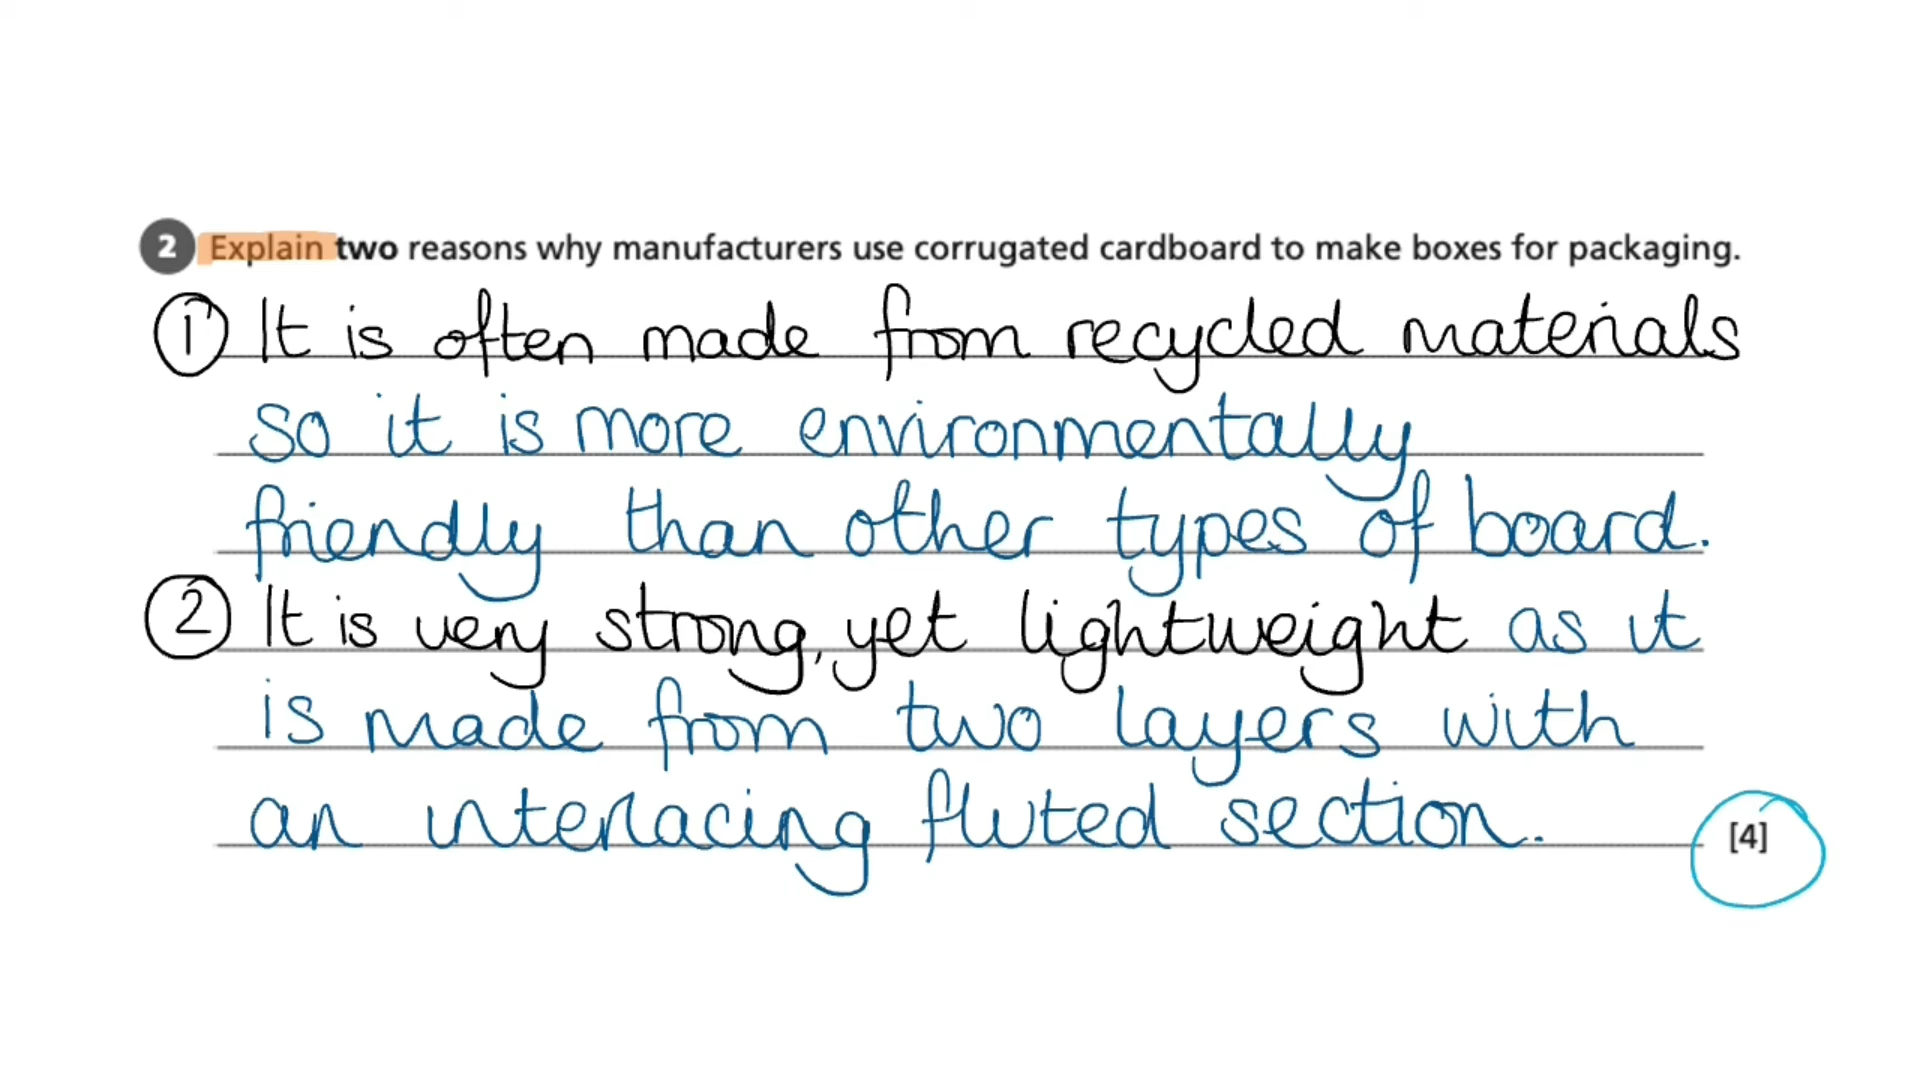 2 Explain two reasons why manufacturers use corrugated cardboard to make boxes for packaging.
1 It is often made from recycled materials
so it is more environmentally
friendly than other types of board.
2 It is very strong, yet lightweight as it
is made from two layers with
an interlacing fluted section.
[4]